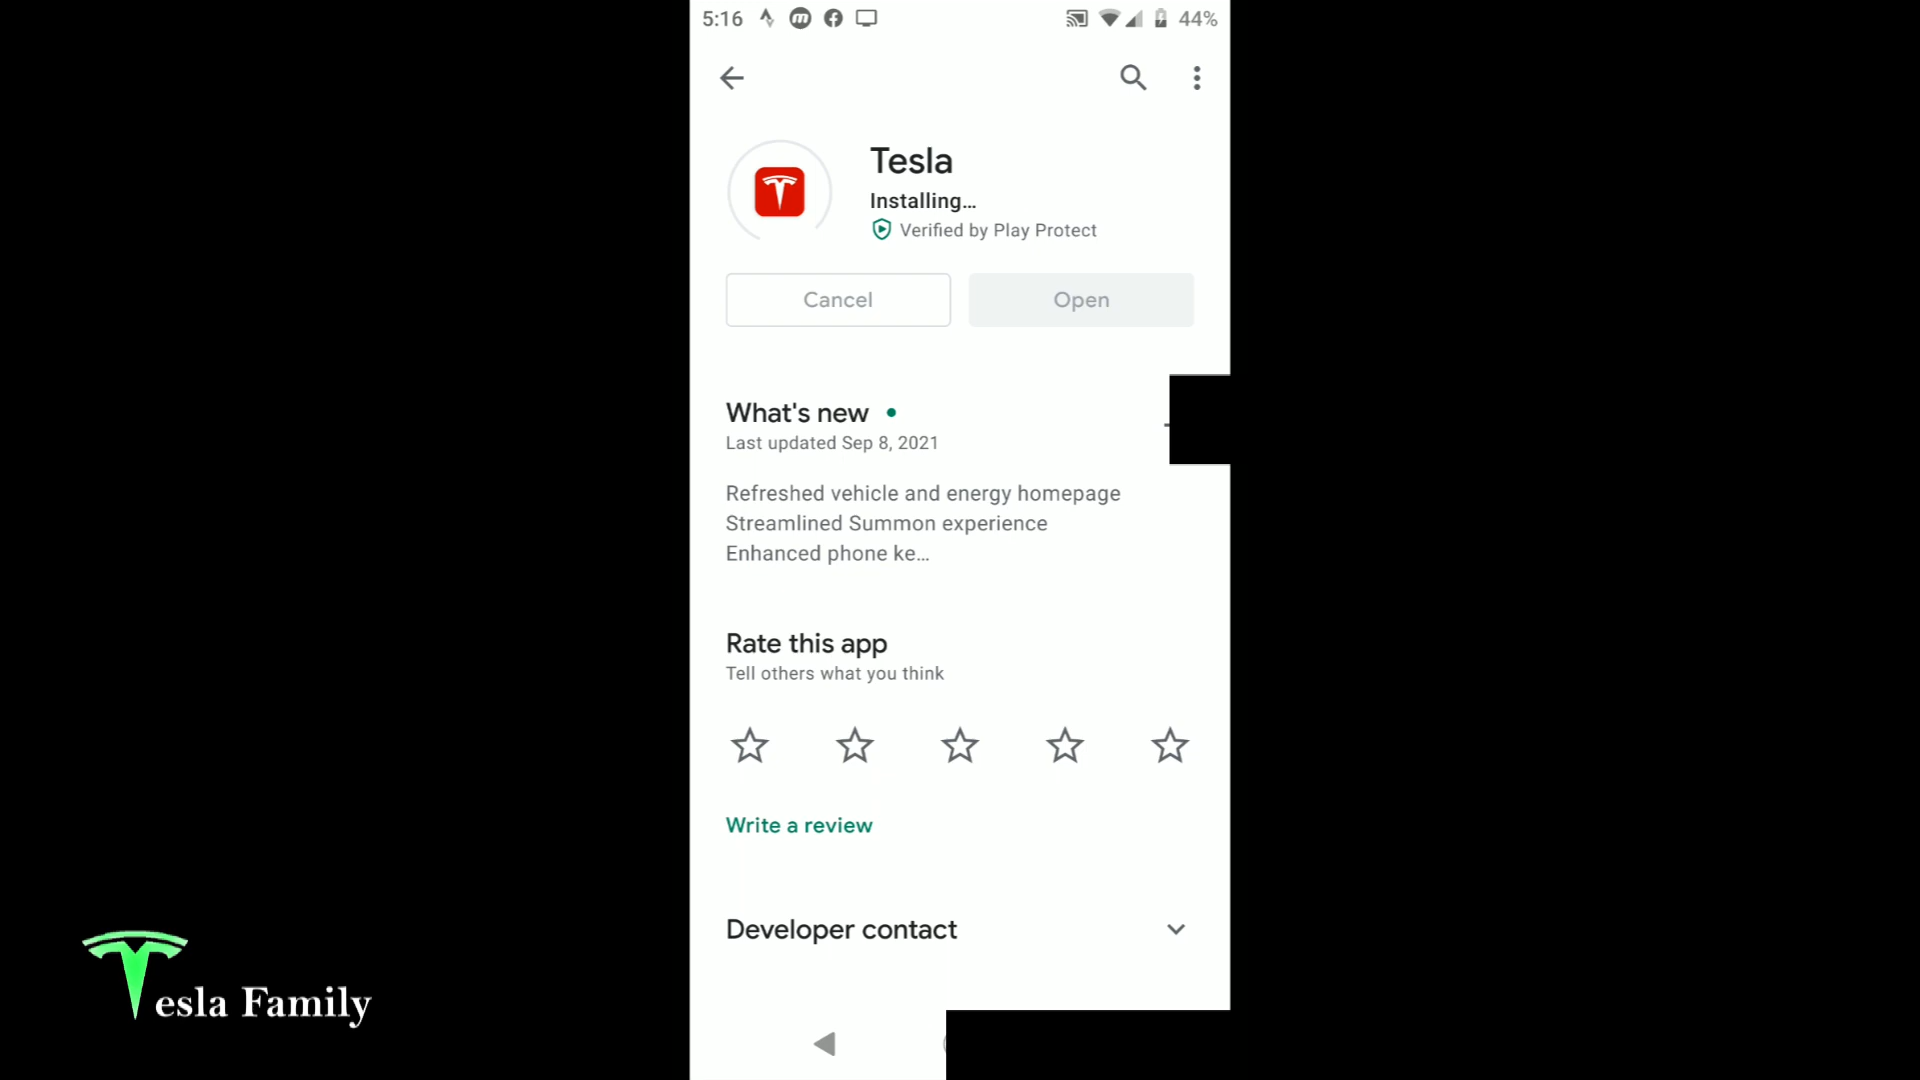 5:16
44%
Tesla
Installing...
Verified by Play Protect
Cancel
Open
What's new
Last updated Sep 8, 2021
Refreshed vehicle and energy homepage
Streamlined Summon experience
Enhanced phone ke...
Rate this app
Tell others what you think
Write a review
Developer contact
Tesla Family